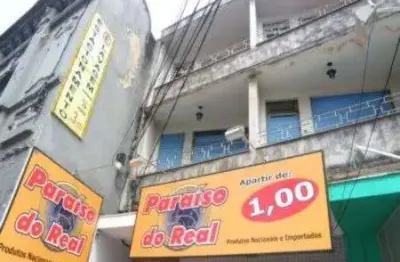 Paraíso
do Real
Produtos Nacionais
Paraíso
do Real
Apartir de:
1,00
Produtos Nacionais e Importados